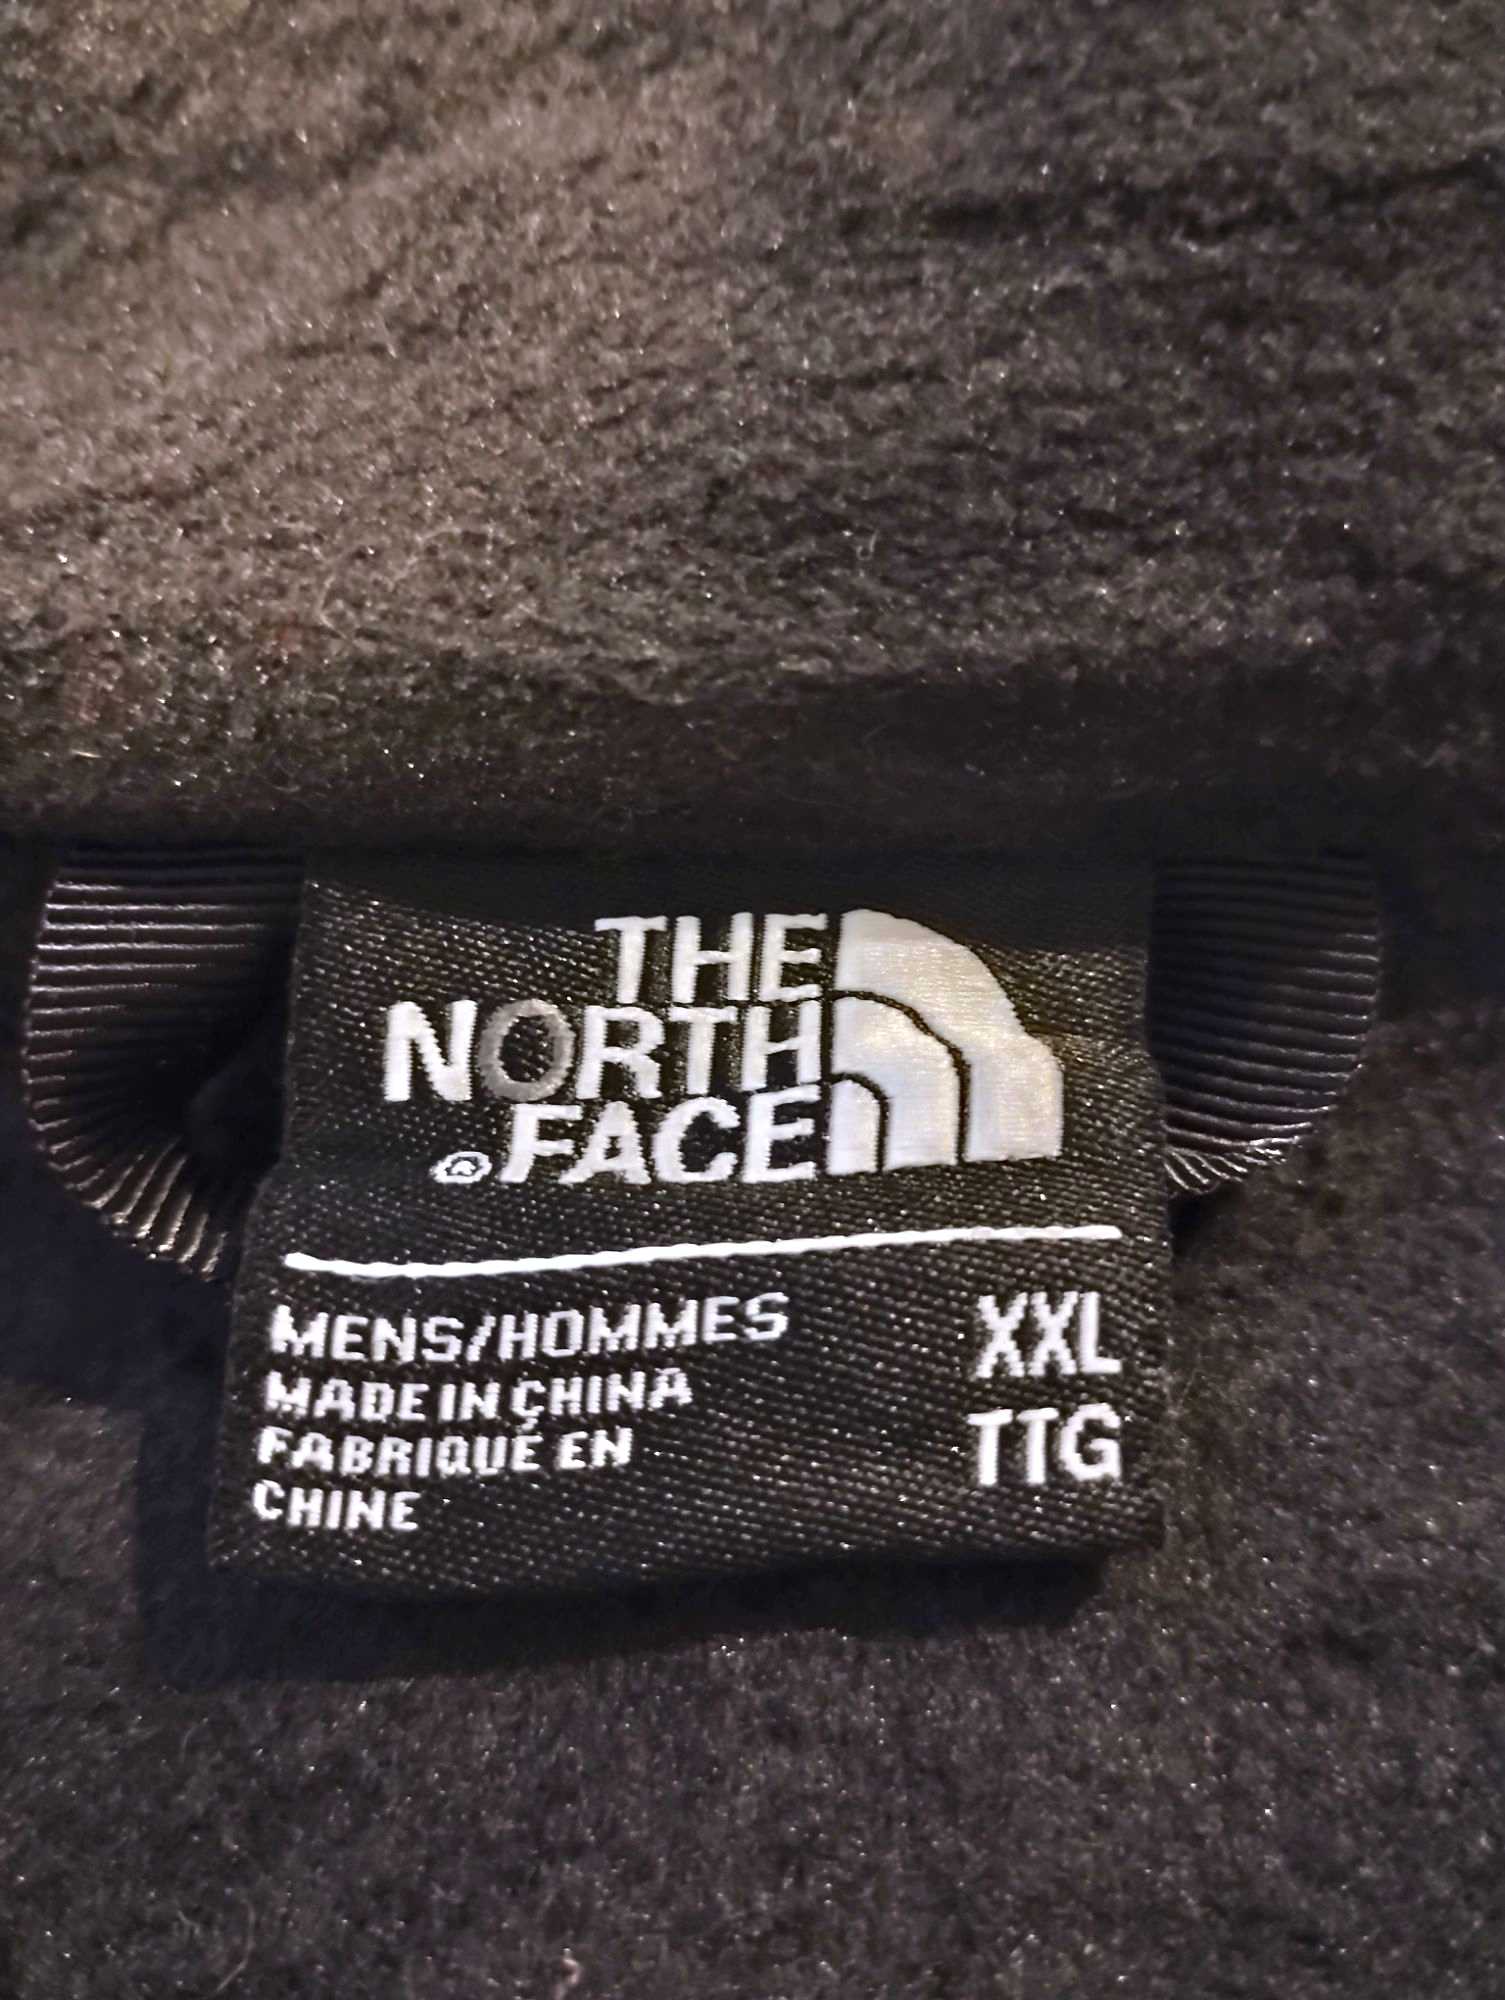 THE
NORTH
® FACE
MENS/HOMMES XXL
MADE IN CHINA TTG
FABRIQUÉ EN
CHINE